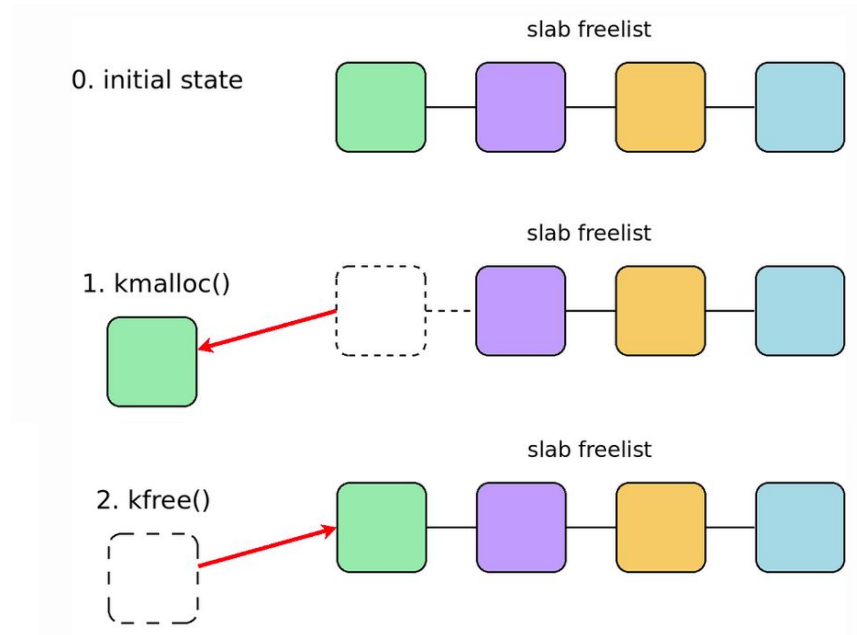 slab freelist
0. initial state
slab freelist
1. kmalloc()
slab freelist
2. kfree()